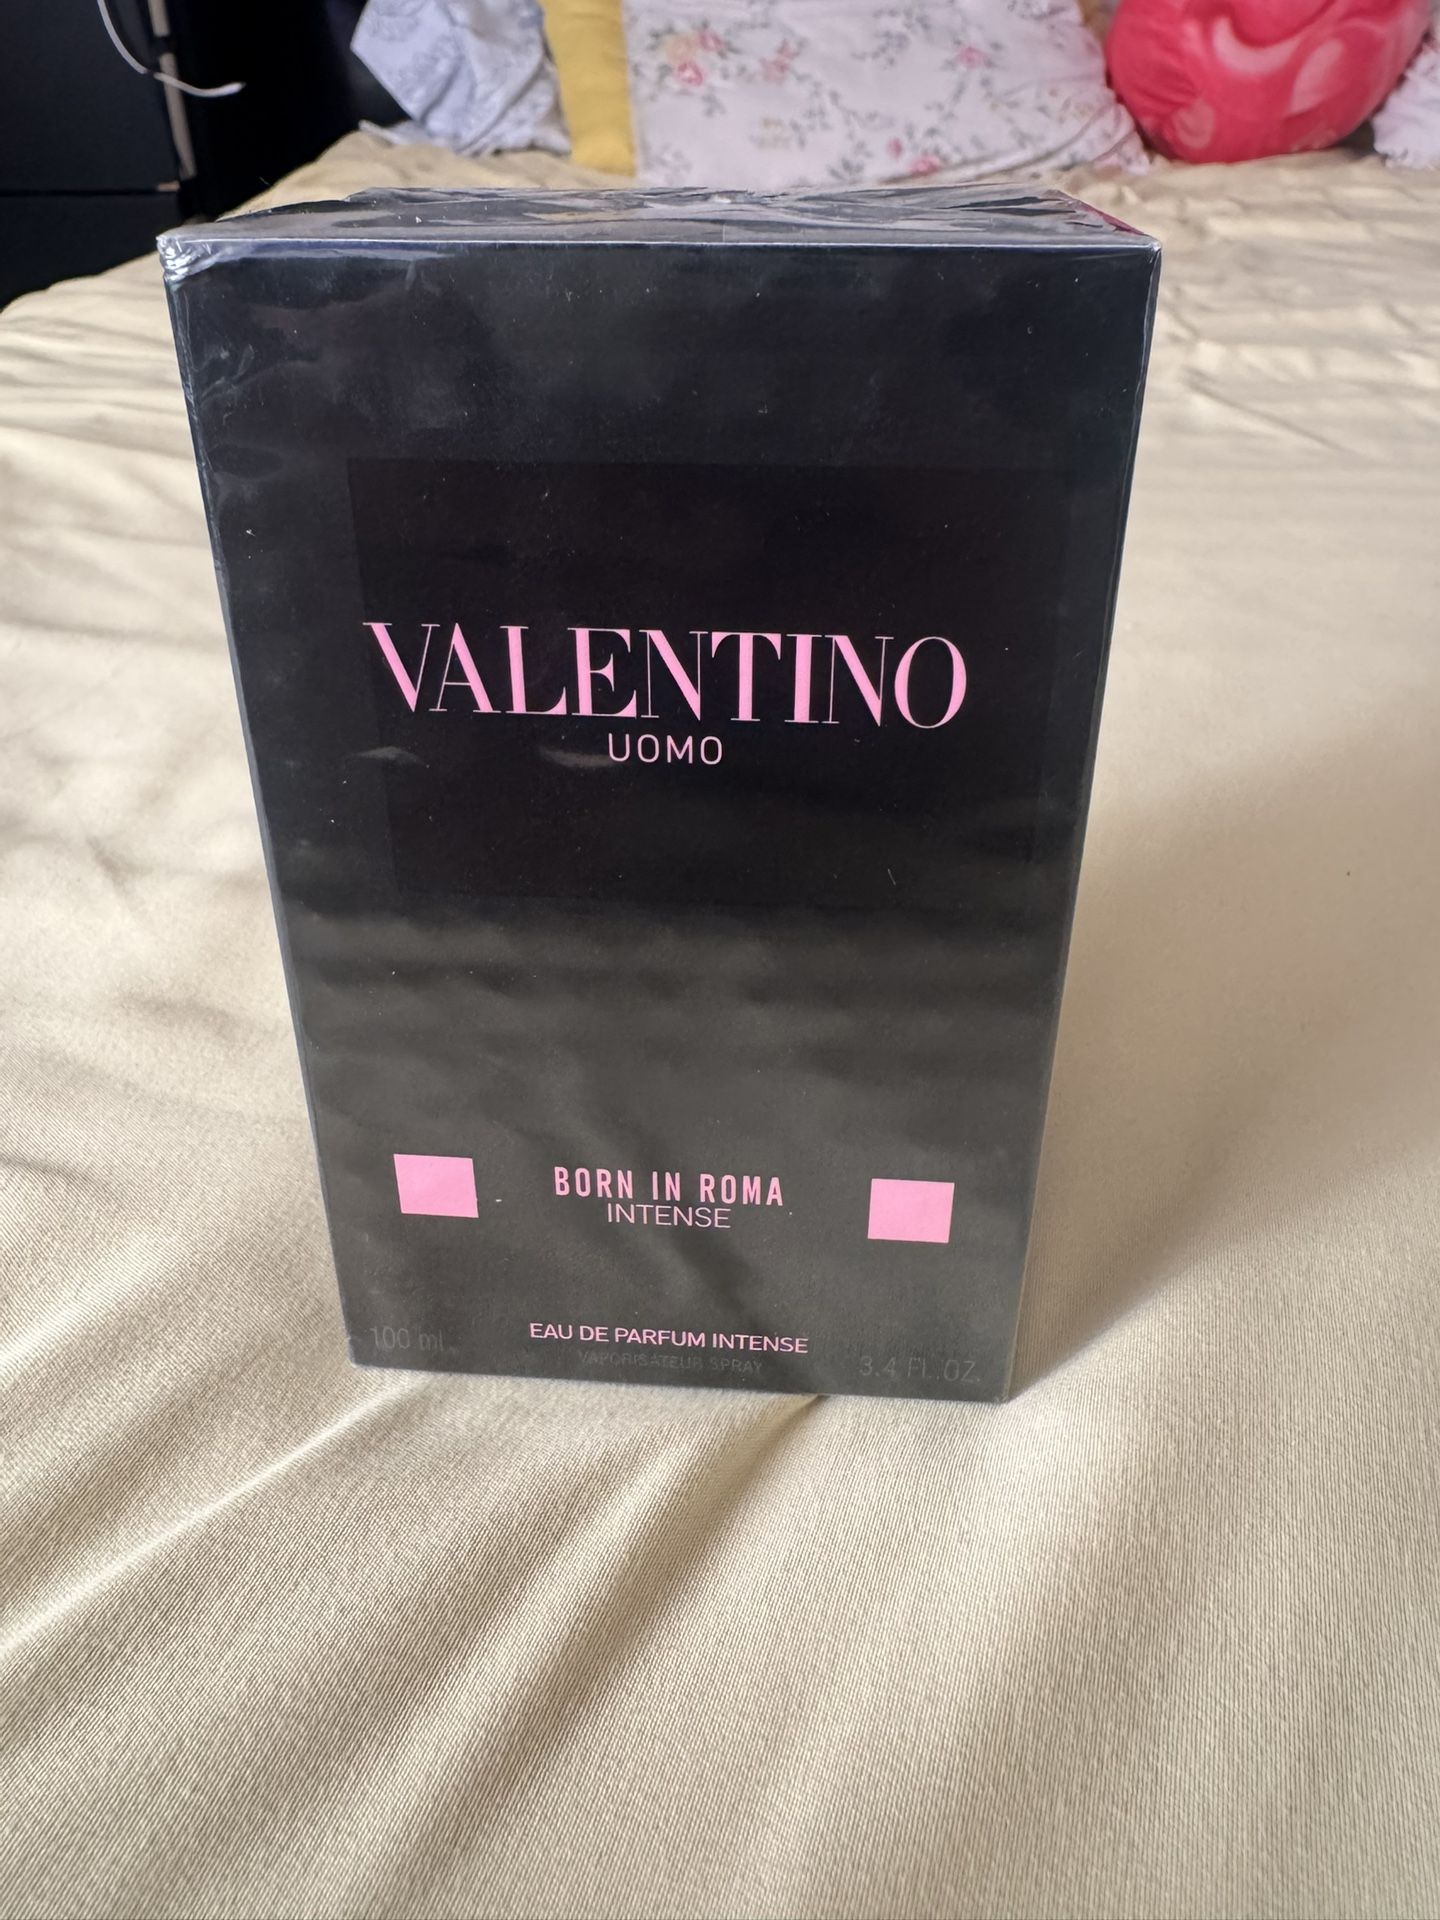 VALENTINO
UOMO
BORN IN ROMA
INTENSE
100 ml
EAU DE PARFUM INTENSE
VAPORISATEUR SPRAY
3.4 FL.OZ.